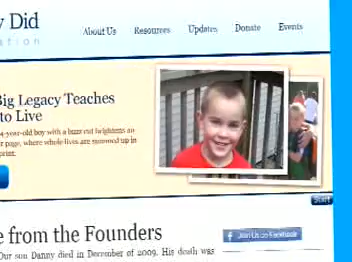 y Did
ation
About Us Resources Updates Donate Events
Big Legacy Teaches
to Live
4-year-old boy with a buzz cut brightens an
page, where whole lives are summed up in
print.
Start
e from the Founders
Join Us on Facebook
Our son Danny died in December of 2009. His death was